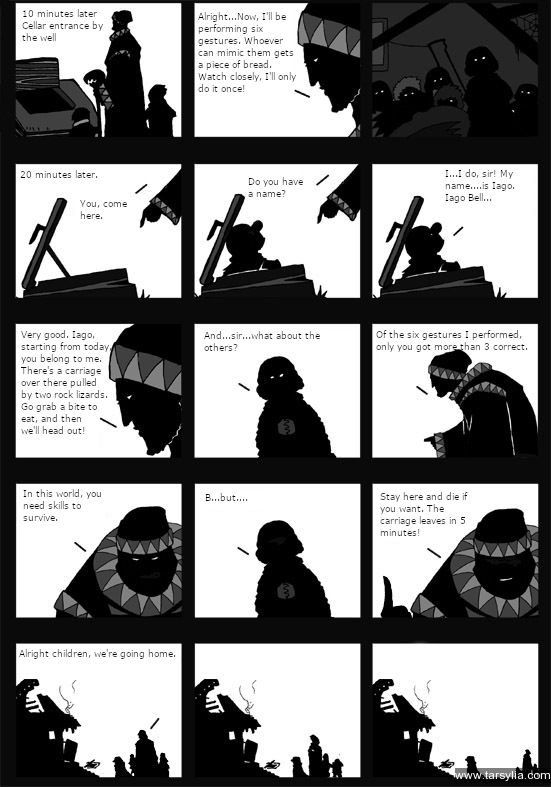 10 minutes later
Cellar entrance by
the well
Alright...Now, I'll be
performing six
gestures. Whoever
can mimic them gets
a piece of bread.
Watch closely, I'll only
do it once!
20 minutes later.
You, come
here.
Do you have
a name?
I...I do, sir! My
name....is Iago.
Iago Bell...
Very good. Iago,
starting from today,
you belong to me.
There's a carriage
over there pulled
by two rock lizards.
Go grab a bite to
eat, and then
we'll head out!
And...sir...what about the
others?
Of the six gestures I performed,
only you got more than 3 correct.
In this world, you
need skills to
survive.
B...but....
Stay here and die if
you want. The
carriage leaves in 5
minutes!
Alright children, we're going home.
www.tarsylia.com